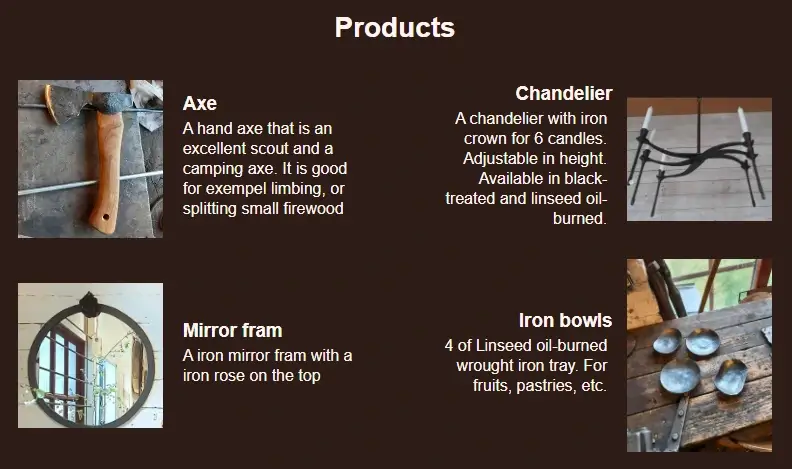 Products
Axe
A hand axe that is an
excellent scout and a
camping axe. It is good
for exempel limbing, or
splitting small firewood
Chandelier
A chandelier with iron
crown for 6 candles.
Adjustable in height.
Available in black-
treated and linseed oil-
burned.
Mirror fram
A iron mirror fram with a
iron rose on the top
Iron bowls
4 of Linseed oil-burned
wrought iron tray. For
fruits, pastries, etc.